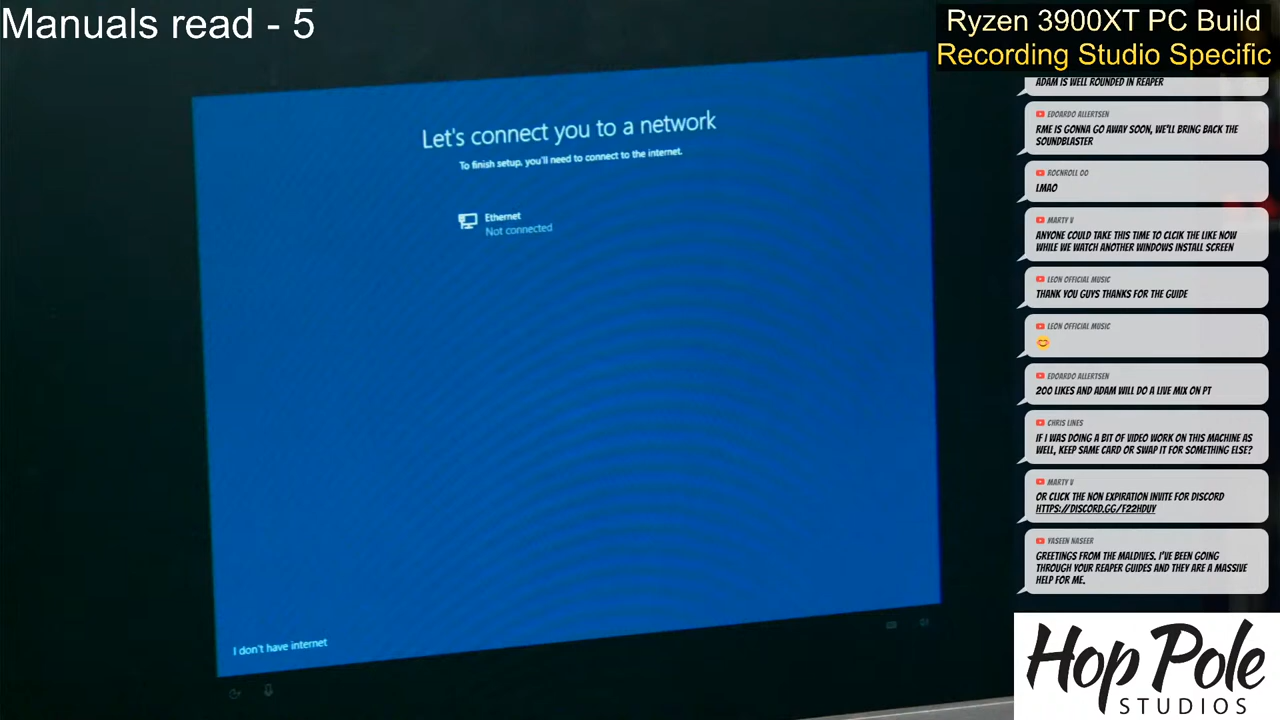 Manuals read - 5
Ryzen 3900XT PC Build
Recording Studio Specific
Let's connect you to a network
To finish setup, you'll need to connect to the internet.
Ethernet
Not connected
I don't have internet
ADAM IS WELL ROUNDED IN REAPER
EDOARDO ALLERTSEN
RME IS GONNA GO AWAY SOON, WE'LL BRING BACK THE
SOUNDBLASTER
ROCNROLL OO
LMAO
MARTY V
ANYONE COULD TAKE THIS TIME TO CLCIK THE LIKE NOW
WHILE WE WATCH ANOTHER WINDOWS INSTALL SCREEN
LEON OFFICIAL MUSIC
THANK YOU GUYS THANKS FOR THE GUIDE
LEON OFFICIAL MUSIC
EDOARDO ALLERTSEN
200 LIKES AND ADAM WILL DO A LIVE MIX ON PT
CHRIS LINES
IF I WAS DOING A BIT OF VIDEO WORK ON THIS MACHINE AS
WELL, KEEP SAME CARD OR SWAP IT FOR SOMETHING ELSE?
MARTY V
OR CLICK THE NON EXPIRATION INVITE FOR DISCORD
HTTPS://DISCORD.GG/F22HDUY
YASEEN NASEER
GREETINGS FROM THE MALDIVES. I'VE BEEN GOING
THROUGH YOUR REAPER GUIDES AND THEY ARE A MASSIVE
HELP FOR ME.
Hop Pole
STUDIOS